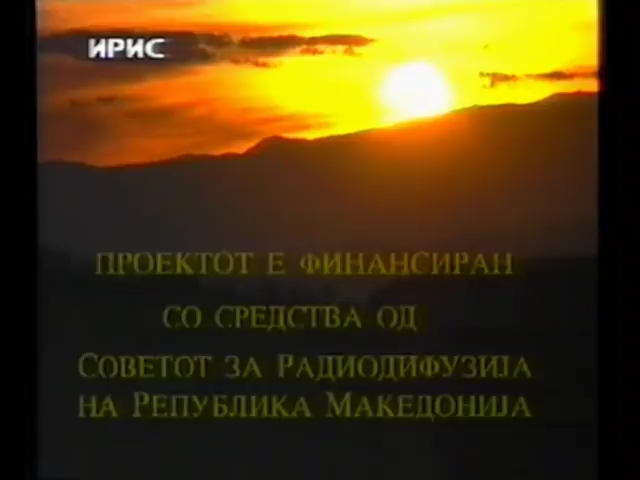 ИРИС
ПРОЕКТОТ Е ФИНАНСИРАН
СО СРЕДСТВА ОД
СОВЕТОТ ЗА РАДИОДИФУЗИЈА
НА РЕПУБЛИКА МАКЕДОНИЈА